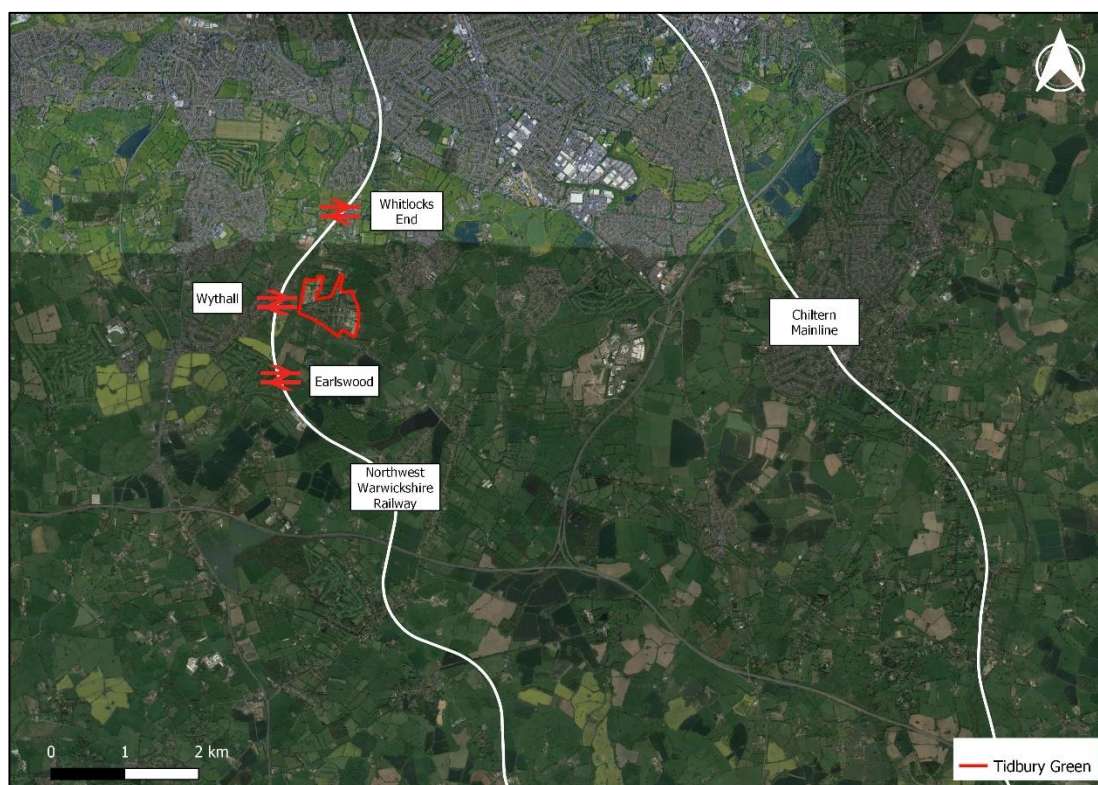 Whitlocks
End
Wythall
Chiltern
Mainline
Earlswood
Northwest
Warwickshire
Railway
0 1 2 km
Tidbury Green